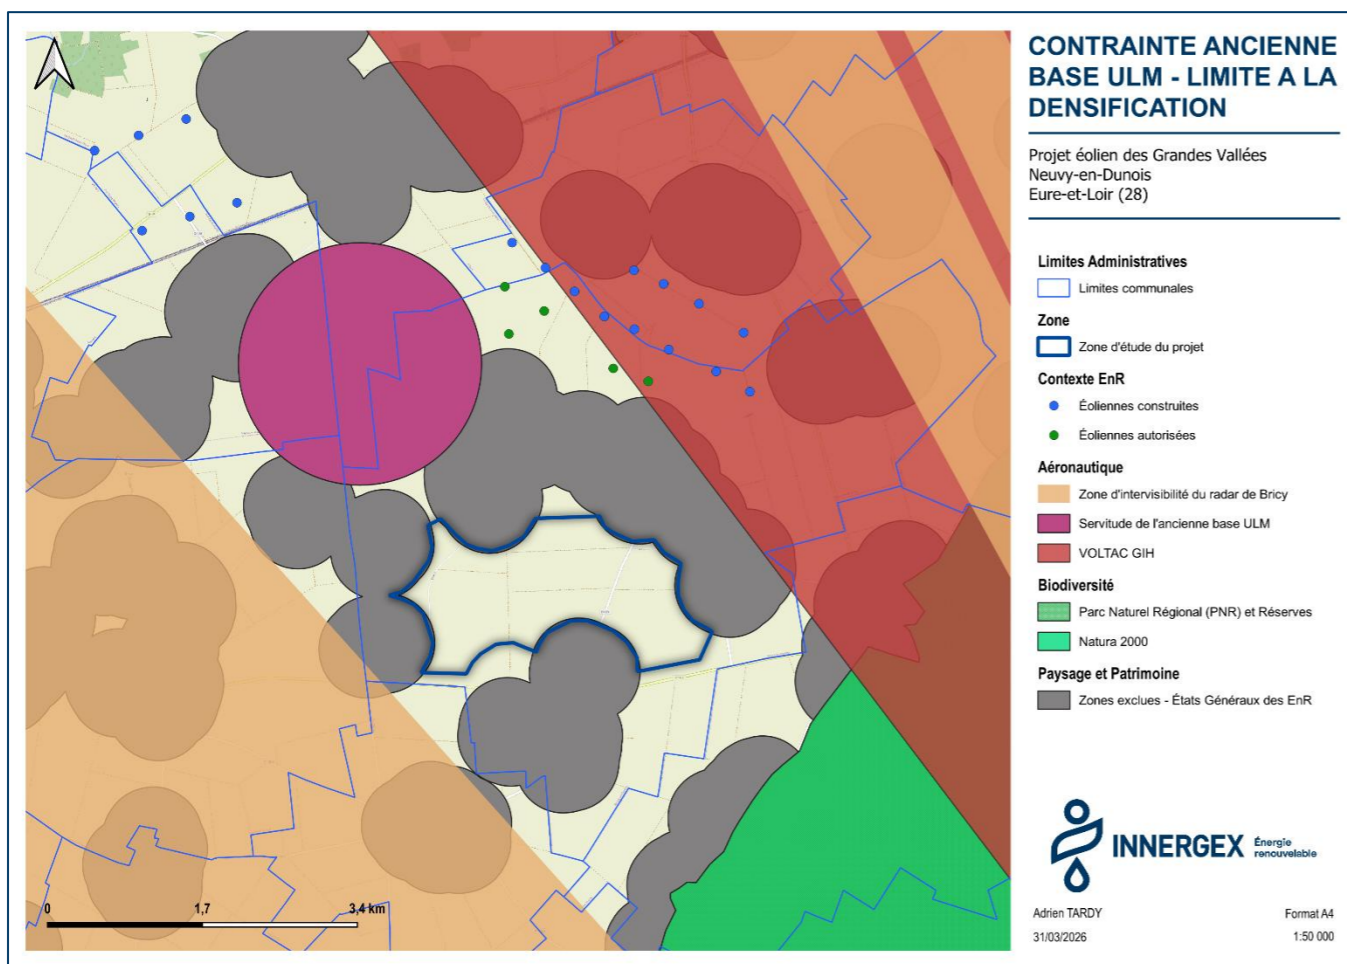 CONTRAINTE ANCIENNE
BASE ULM - LIMITE A LA
DENSIFICATION
Projet éolien des Grandes Vallées
Neuvy-en-Dunois
Eure-et-Loir (28)
Limites Administratives
Limites communales
Zone
Zone d'étude du projet
Contexte EnR
Éoliennes construites
Éoliennes autorisées
Aéronautique
Zone d'intervisibilité du radar de Bricy
Servitude de l'ancienne base ULM
VOLTAC GIH
Biodiversité
Parc Naturel Régional (PNR) et Réserves
Natura 2000
Paysage et Patrimoine
Zones exclues - États Généraux des EnR
INNERGEX Énergie
renouvelable
Adrien TARDY Format A4
31/03/2026 1:50 000
0 1,7 3,4 km